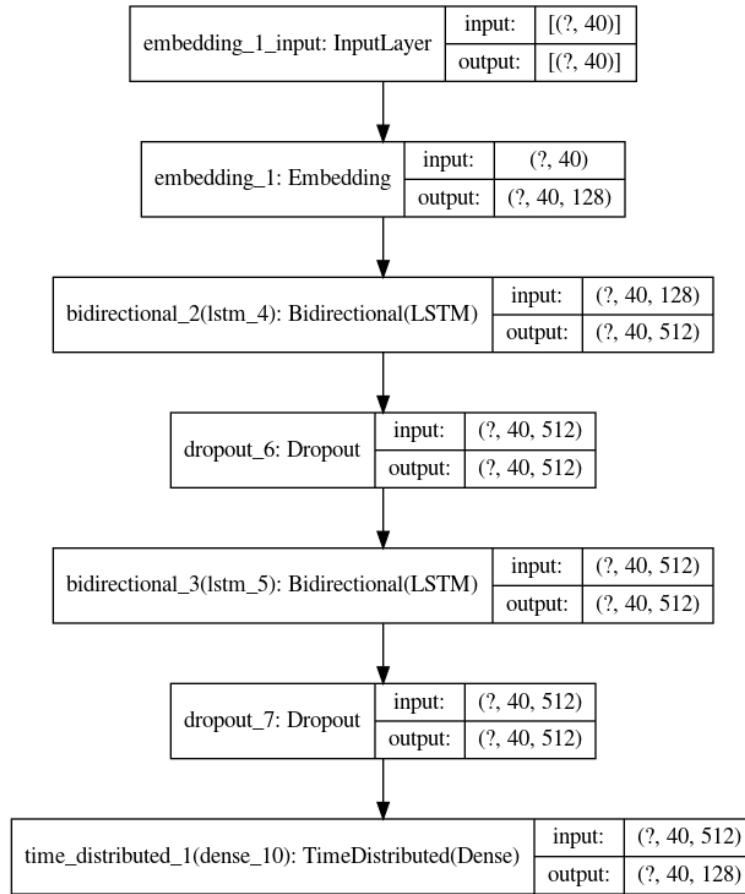 embedding_1_input: InputLayer
input: [(?, 40)]
output: [(?, 40)]
embedding_1: Embedding
input: (?, 40)
output: (?, 40, 128)
bidirectional_2(lstm_4): Bidirectional(LSTM)
input: (?, 40, 128)
output: (?, 40, 512)
dropout_6: Dropout
input: (?, 40, 512)
output: (?, 40, 512)
bidirectional_3(lstm_5): Bidirectional(LSTM)
input: (?, 40, 512)
output: (?, 40, 512)
dropout_7: Dropout
input: (?, 40, 512)
output: (?, 40, 512)
time_distributed_1(dense_10): TimeDistributed(Dense)
input: (?, 40, 512)
output: (?, 40, 128)